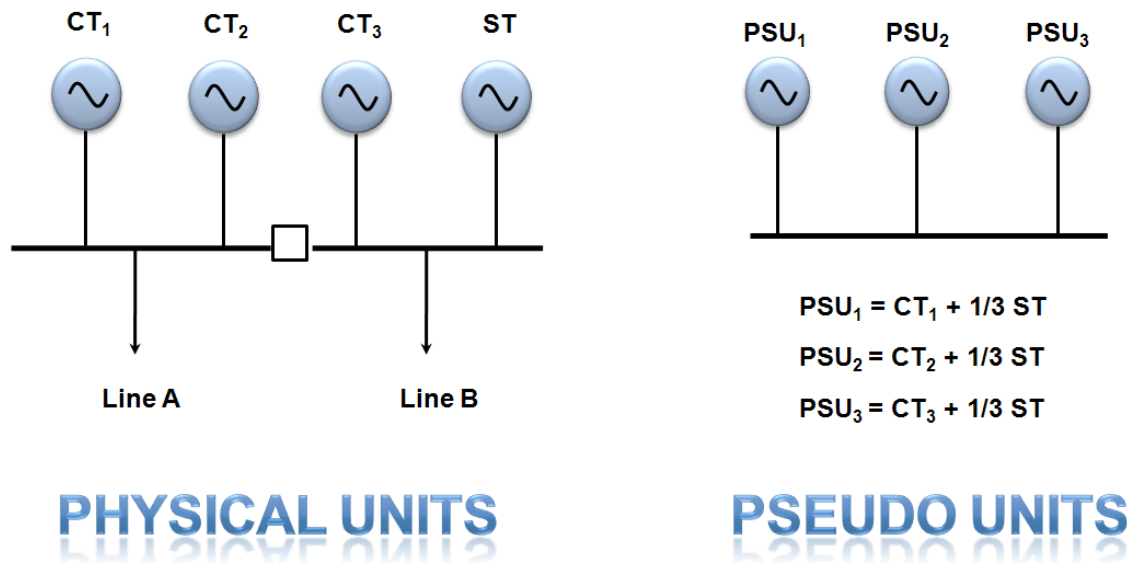 CT₁ CT₂ CT₃ ST
Line A Line B
PHYSICAL UNITS
PSU₁ PSU₂ PSU₃
PSU₁ = CT₁ + 1/3 ST
PSU₂ = CT₂ + 1/3 ST
PSU₃ = CT₃ + 1/3 ST
PSEUDO UNITS